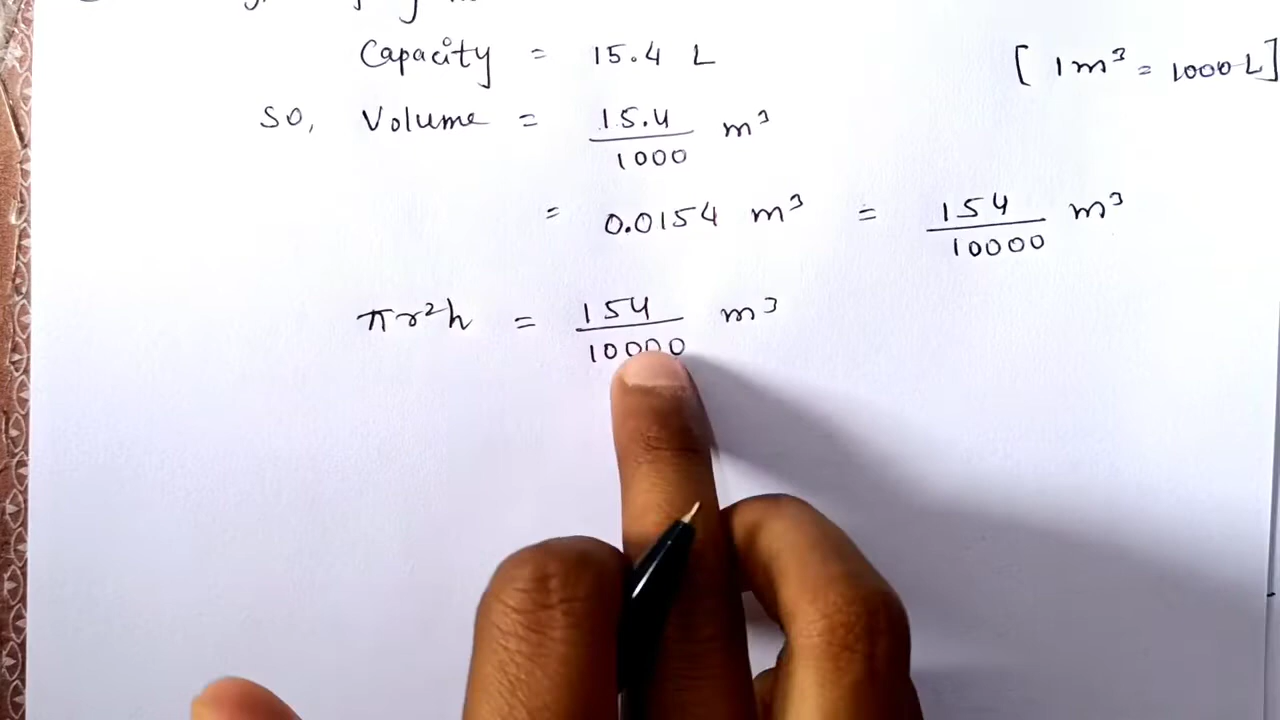 Capacity = 15.4 L [ 1m³ = 1000 L]
So, Volume = 15.4/1000 m³
= 0.0154 m³ = 154/10000 m³
πr²h = 154/10000 m³